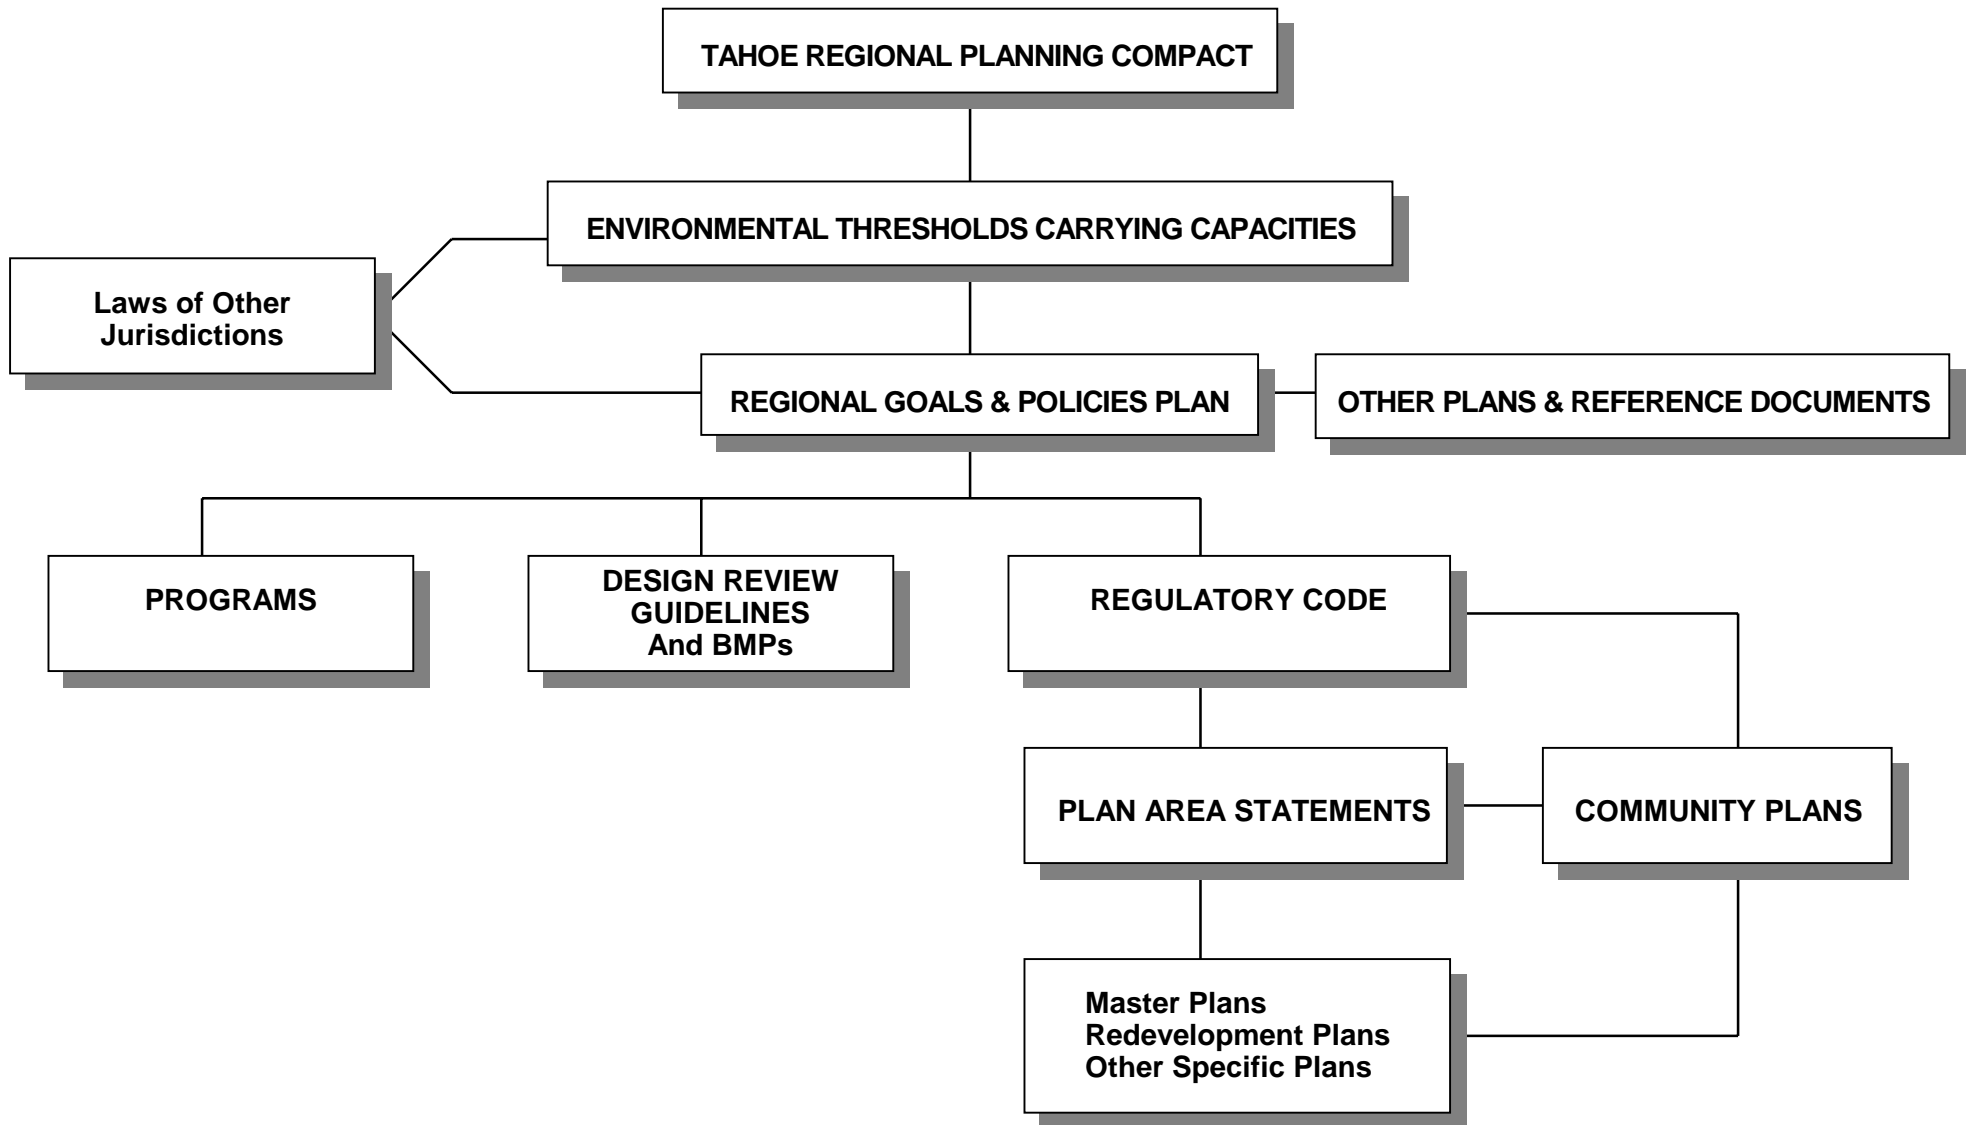 TAHOE REGIONAL PLANNING COMPACT
ENVIRONMENTAL THRESHOLDS CARRYING CAPACITIES
Laws of Other
Jurisdictions
REGIONAL GOALS & POLICIES PLAN
OTHER PLANS & REFERENCE DOCUMENTS
PROGRAMS
DESIGN REVIEW
GUIDELINES
And BMPs
REGULATORY CODE
PLAN AREA STATEMENTS
COMMUNITY PLANS
Master Plans
Redevelopment Plans
Other Specific Plans